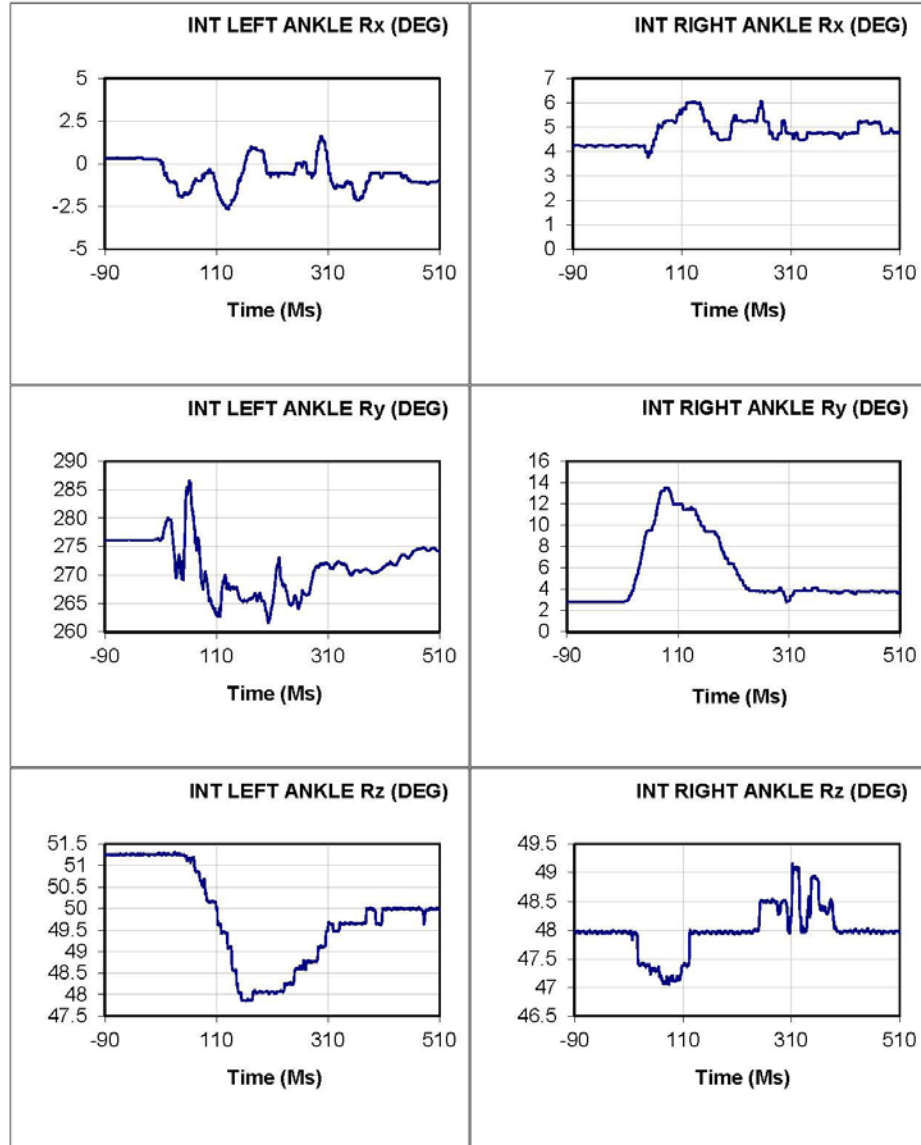 INT LEFT ANKLE Rx (DEG)
5
2.5
0
-2.5
-5
-90 110 310 510
Time (Ms)
INT RIGHT ANKLE Rx (DEG)
7
6
5
4
3
2
1
0
-90 110 310 510
Time (Ms)
INT LEFT ANKLE Ry (DEG)
290
285
280
275
270
265
260
-90 110 310 510
Time (Ms)
INT RIGHT ANKLE Ry (DEG)
16
14
12
10
8
6
4
2
0
-90 110 310 510
Time (Ms)
INT LEFT ANKLE Rz (DEG)
51.5
51
50.5
50
49.5
49
48.5
48
47.5
-90 110 310 510
Time (Ms)
INT RIGHT ANKLE Rz (DEG)
49.5
49
48.5
48
47.5
47
46.5
-90 110 310 510
Time (Ms)